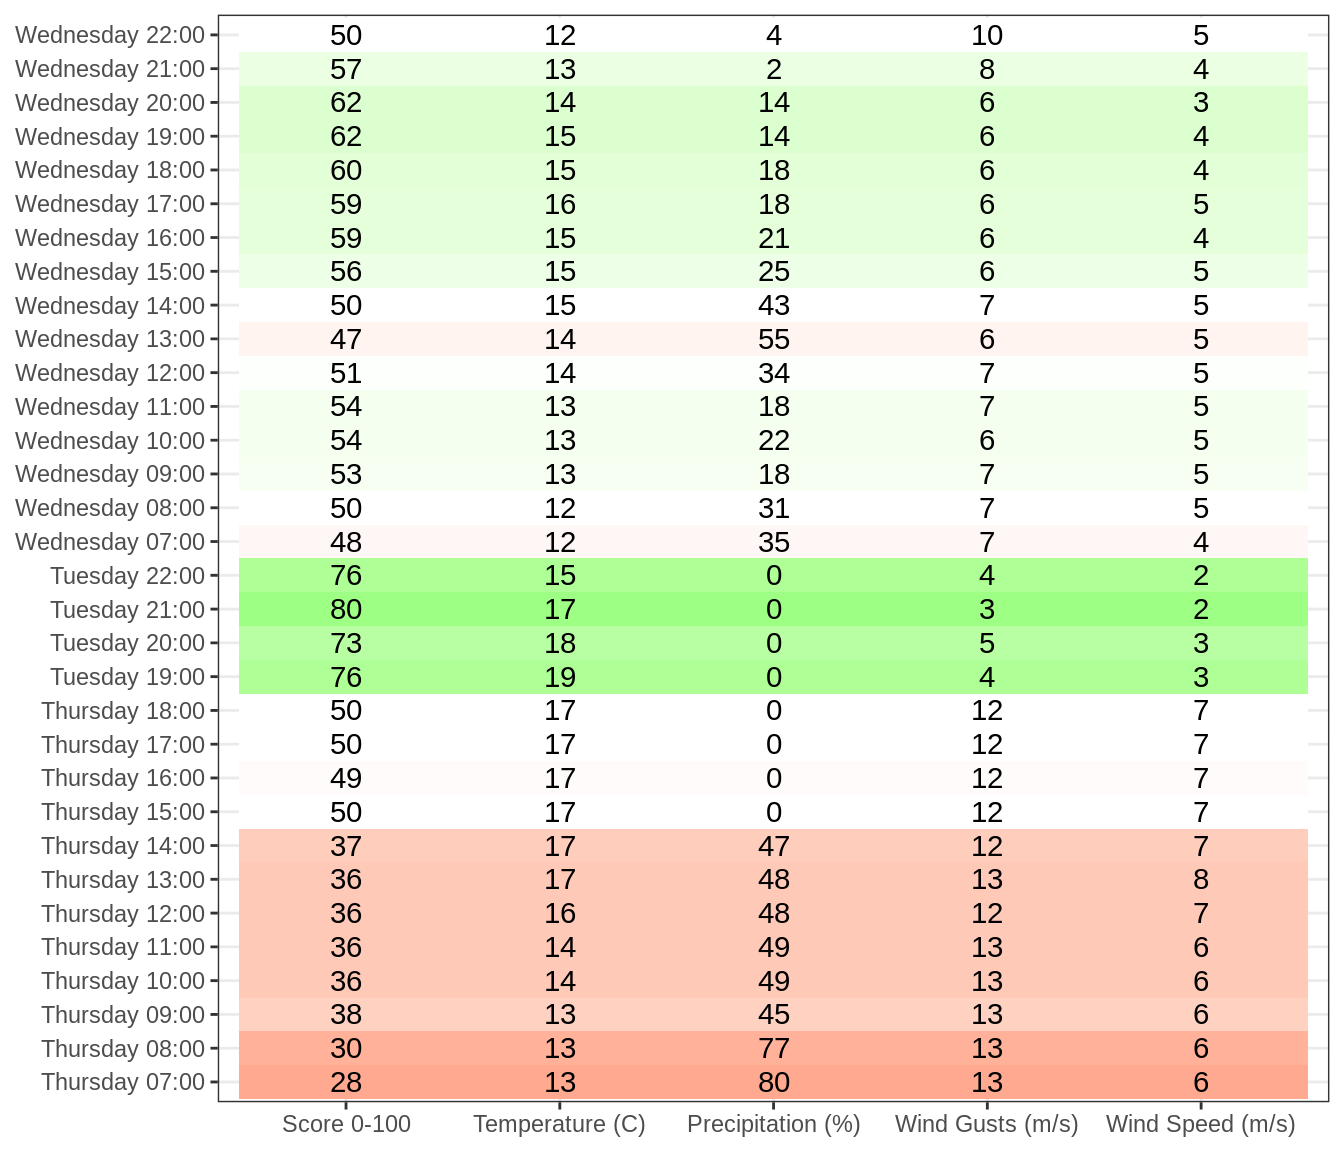 Wednesday 22:00 50 12 4 10 5
Wednesday 21:00 57 13 2 8 4
Wednesday 20:00 62 14 14 6 3
Wednesday 19:00 62 15 14 6 4
Wednesday 18:00 60 15 18 6 4
Wednesday 17:00 59 16 18 6 5
Wednesday 16:00 59 15 21 6 4
Wednesday 15:00 56 15 25 6 5
Wednesday 14:00 50 15 43 7 5
Wednesday 13:00 47 14 55 6 5
Wednesday 12:00 51 14 34 7 5
Wednesday 11:00 54 13 18 7 5
Wednesday 10:00 54 13 22 6 5
Wednesday 09:00 53 13 18 7 5
Wednesday 08:00 50 12 31 7 5
Wednesday 07:00 48 12 35 7 4
Tuesday 22:00 76 15 0 4 2
Tuesday 21:00 80 17 0 3 2
Tuesday 20:00 73 18 0 5 3
Tuesday 19:00 76 19 0 4 3
Thursday 18:00 50 17 0 12 7
Thursday 17:00 50 17 0 12 7
Thursday 16:00 49 17 0 12 7
Thursday 15:00 50 17 0 12 7
Thursday 14:00 37 17 47 12 7
Thursday 13:00 36 17 48 13 8
Thursday 12:00 36 16 48 12 7
Thursday 11:00 36 14 49 13 6
Thursday 10:00 36 14 49 13 6
Thursday 09:00 38 13 45 13 6
Thursday 08:00 30 13 77 13 6
Thursday 07:00 28 13 80 13 6
Score 0-100 Temperature (C) Precipitation (%) Wind Gusts (m/s) Wind Speed (m/s)